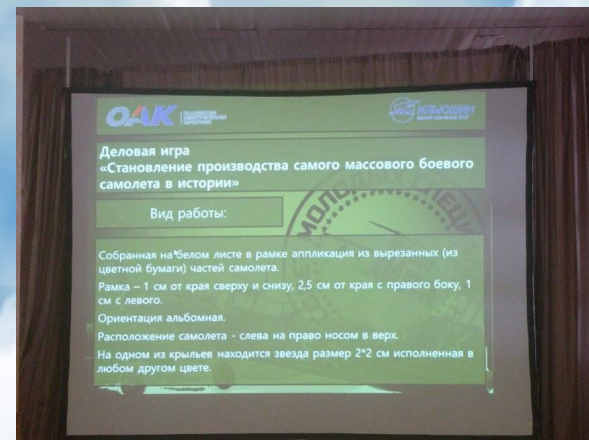 ОАК
ИЛЬЮШИН
Деловая игра
«Становление производства самого массового боевого
самолета в истории»
Вид работы:
МОЛОДЫ
СПЕЦИ
Собранная на белом листе в рамке аппликация из вырезанных (из
цветной бумаги) частей самолета.
Рамка – 1 см от края сверху и снизу, 2,5 см от края с правого боку, 1
см с левого.
Ориентация альбомная.
Расположение самолета - слева на право носом в верх.
На одном из крыльев находится звезда размер 2*2 см исполненная в
любом другом цвете.